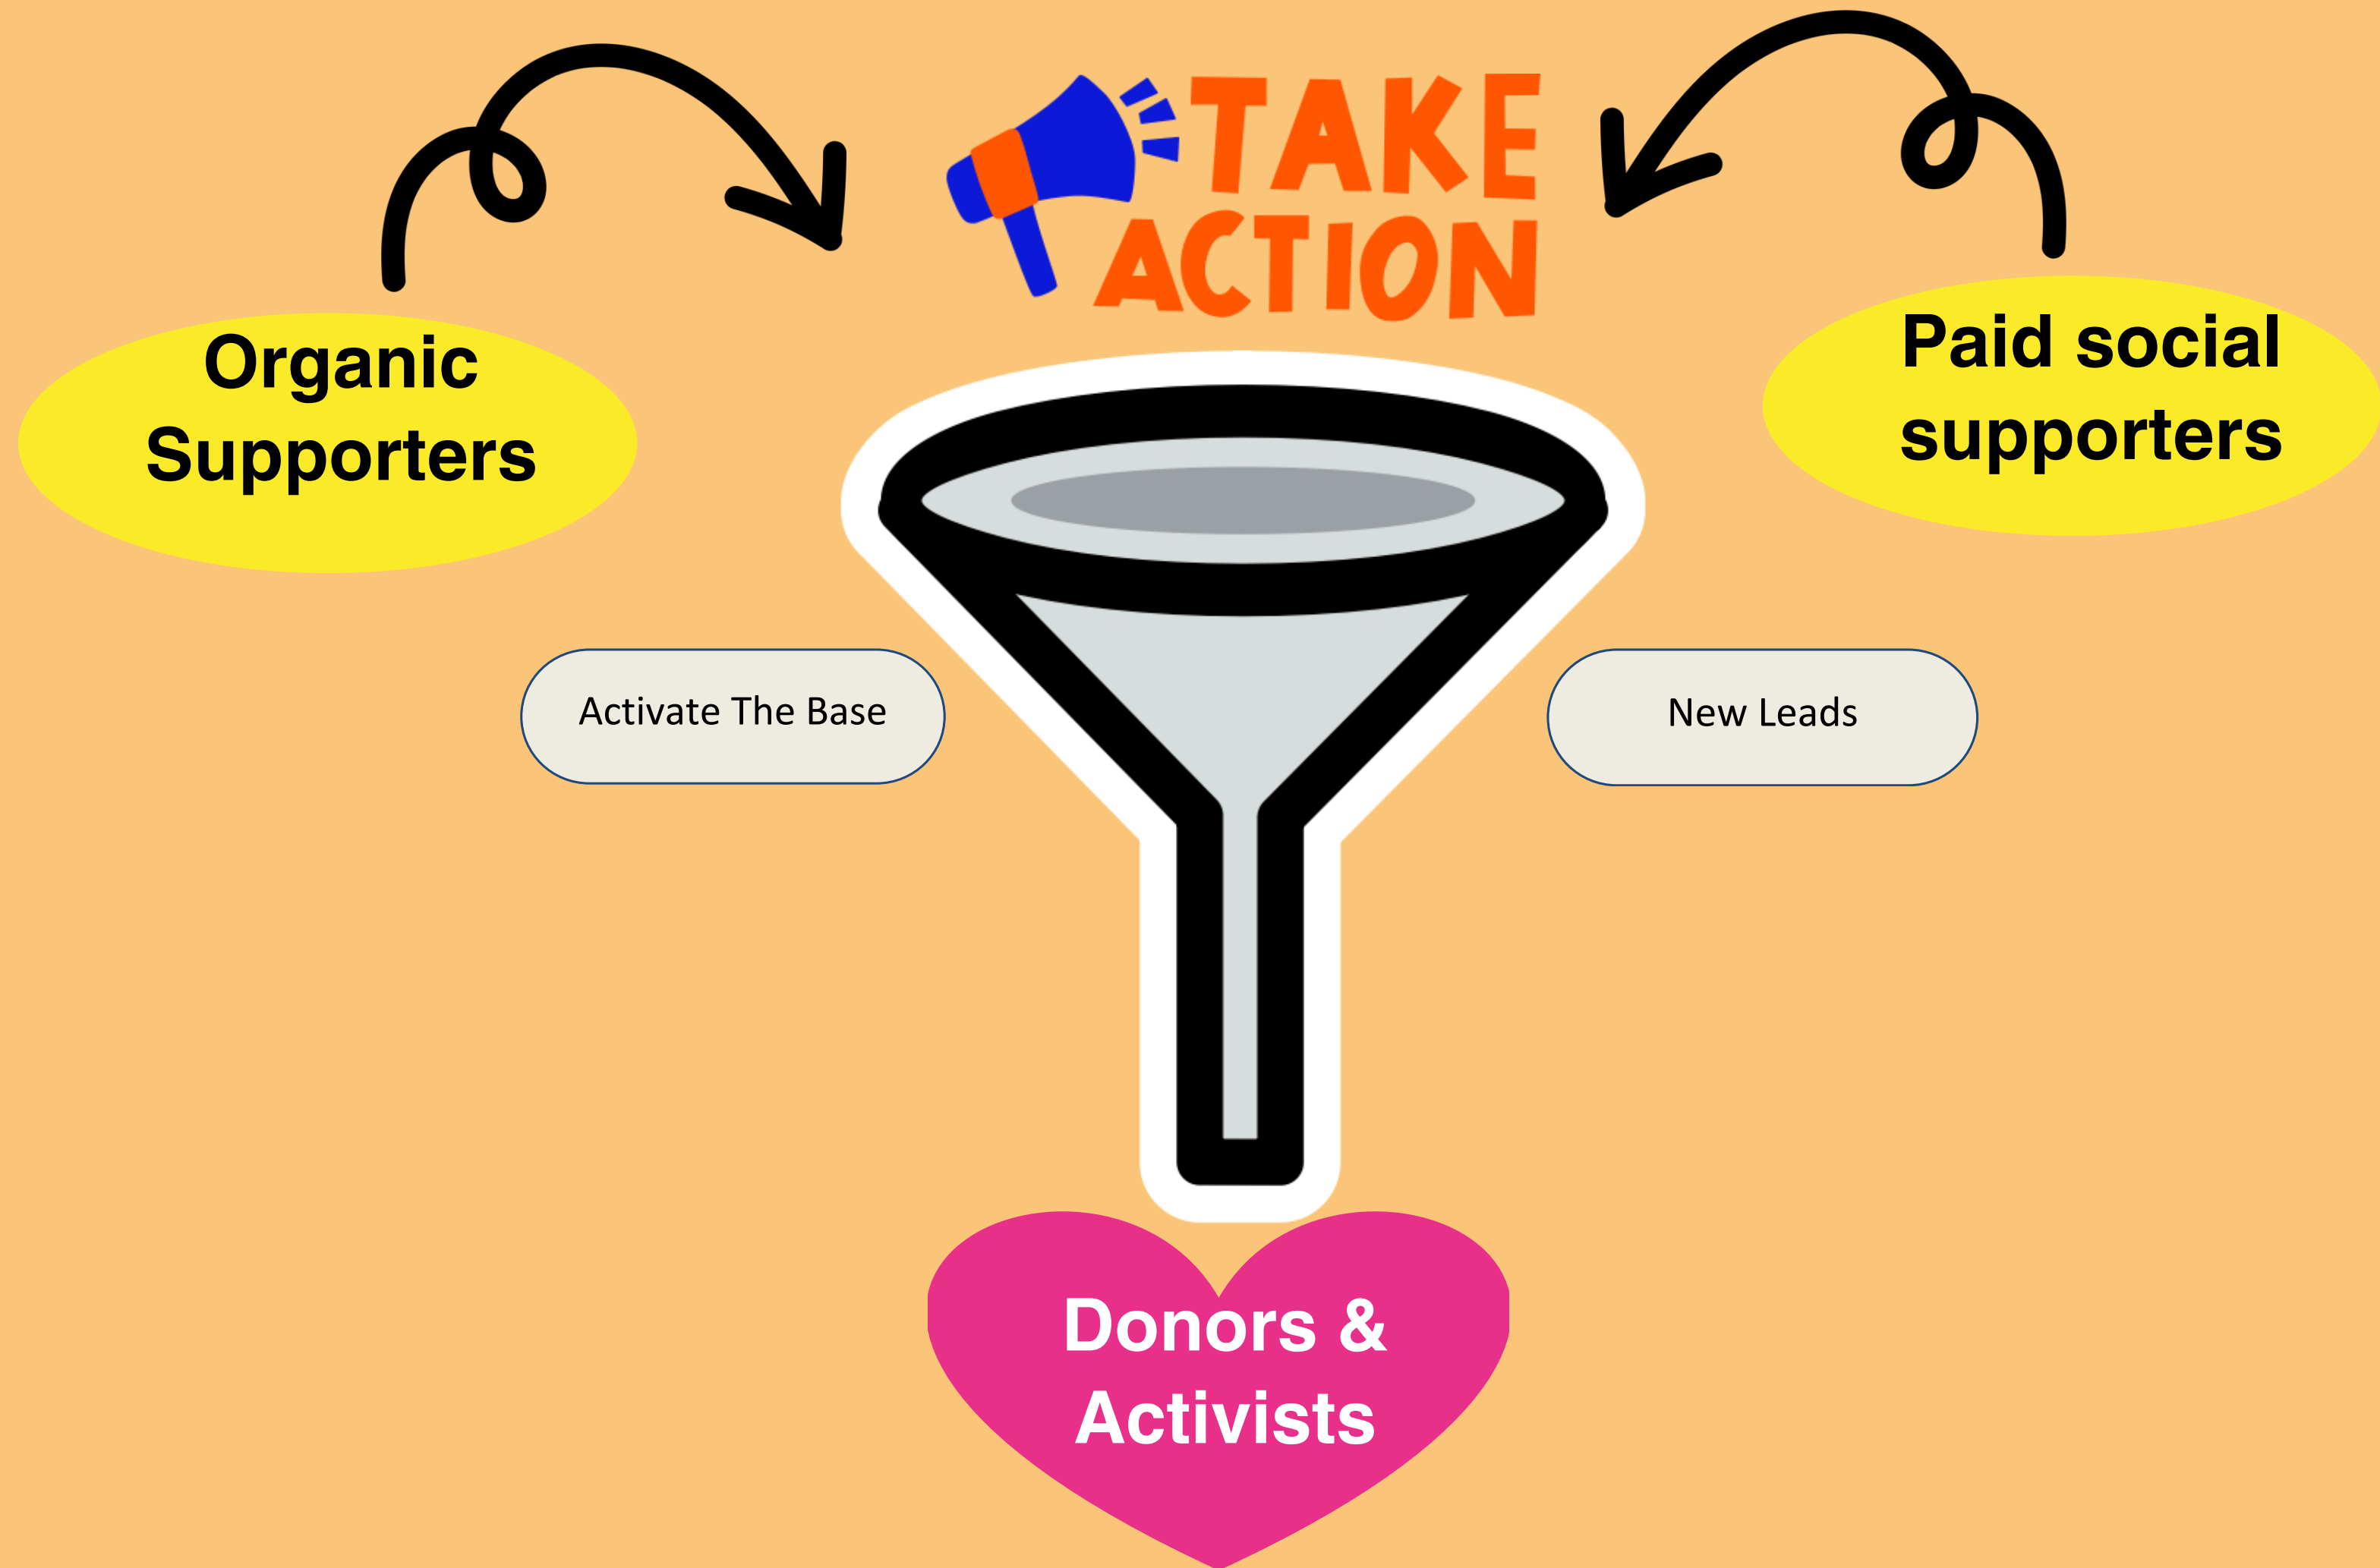 TAKE
ACTION
Organic
Supporters
Paid social
supporters
Activate The Base
New Leads
Donors &
Activists